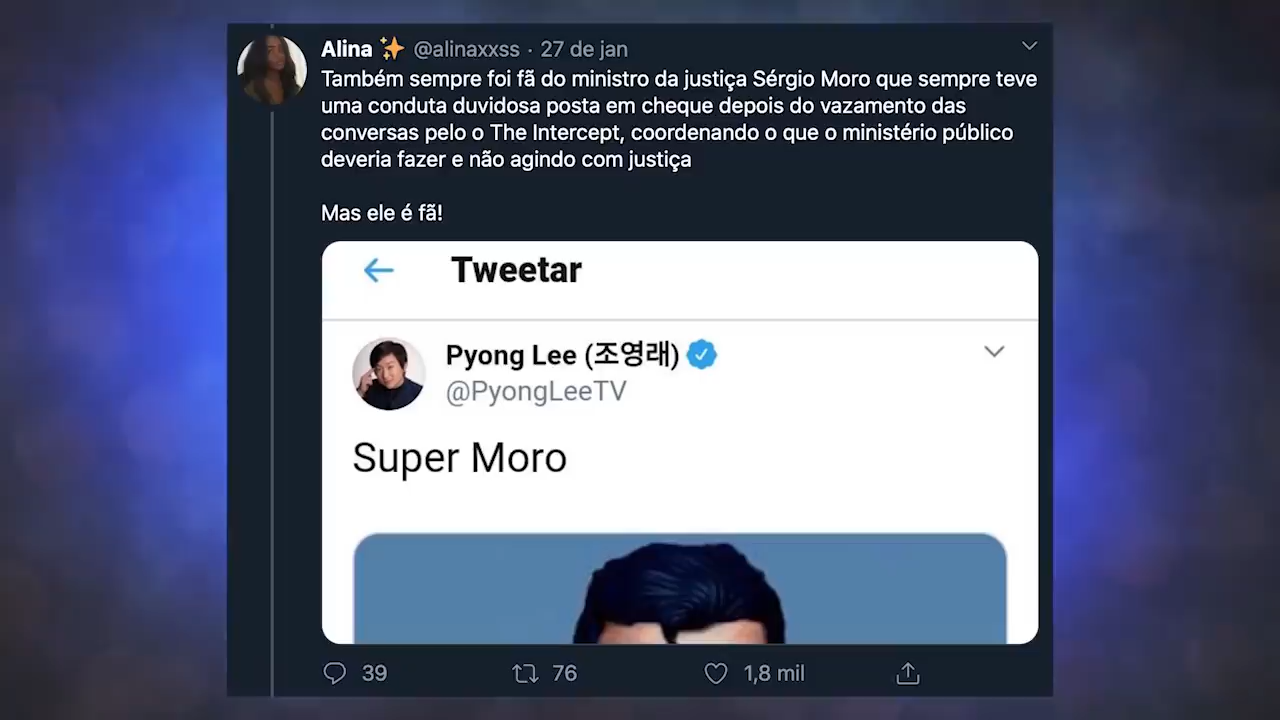 Alina ✨ @alinaxxss · 27 de jan
Também sempre foi fã do ministro da justiça Sérgio Moro que sempre teve
uma conduta duvidosa posta em cheque depois do vazamento das
conversas pelo o The Intercept, coordenando o que o ministério público
deveria fazer e não agindo com justiça
Mas ele é fã!
Tweetar
Pyong Lee (조영래)
@PyongLeeTV
Super Moro
39 76 1,8 mil